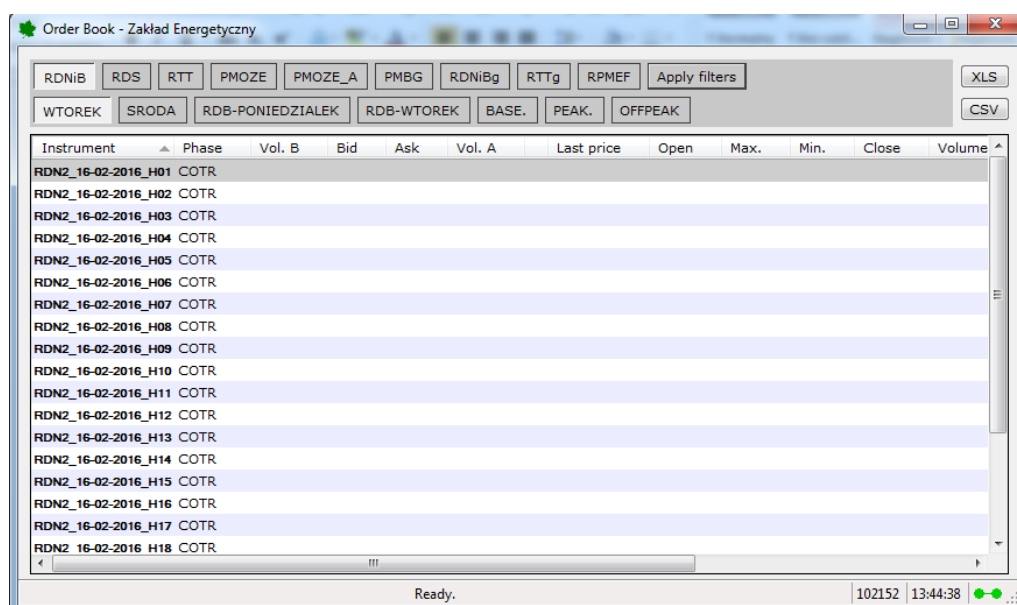 Order Book - Zakład Energetyczny
RDNiB RDS RTT PMOZE PMOZE_A PMBG RDNiBg RTTg RPMEF Apply filters XLS
WTOREK SRODA RDB-PONIEDZIALEK RDB-WTOREK BASE. PEAK. OFFPEAK CSV
Instrument Phase Vol. B Bid Ask Vol. A Last price Open Max. Min. Close Volume
RDN2_16-02-2016_H01 COTR
RDN2_16-02-2016_H02 COTR
RDN2_16-02-2016_H03 COTR
RDN2_16-02-2016_H04 COTR
RDN2_16-02-2016_H05 COTR
RDN2_16-02-2016_H06 COTR
RDN2_16-02-2016_H07 COTR
RDN2_16-02-2016_H08 COTR
RDN2_16-02-2016_H09 COTR
RDN2_16-02-2016_H10 COTR
RDN2_16-02-2016_H11 COTR
RDN2_16-02-2016_H12 COTR
RDN2_16-02-2016_H13 COTR
RDN2_16-02-2016_H14 COTR
RDN2_16-02-2016_H15 COTR
RDN2_16-02-2016_H16 COTR
RDN2_16-02-2016_H17 COTR
RDN2_16-02-2016_H18 COTR
Ready. 102152 13:44:38